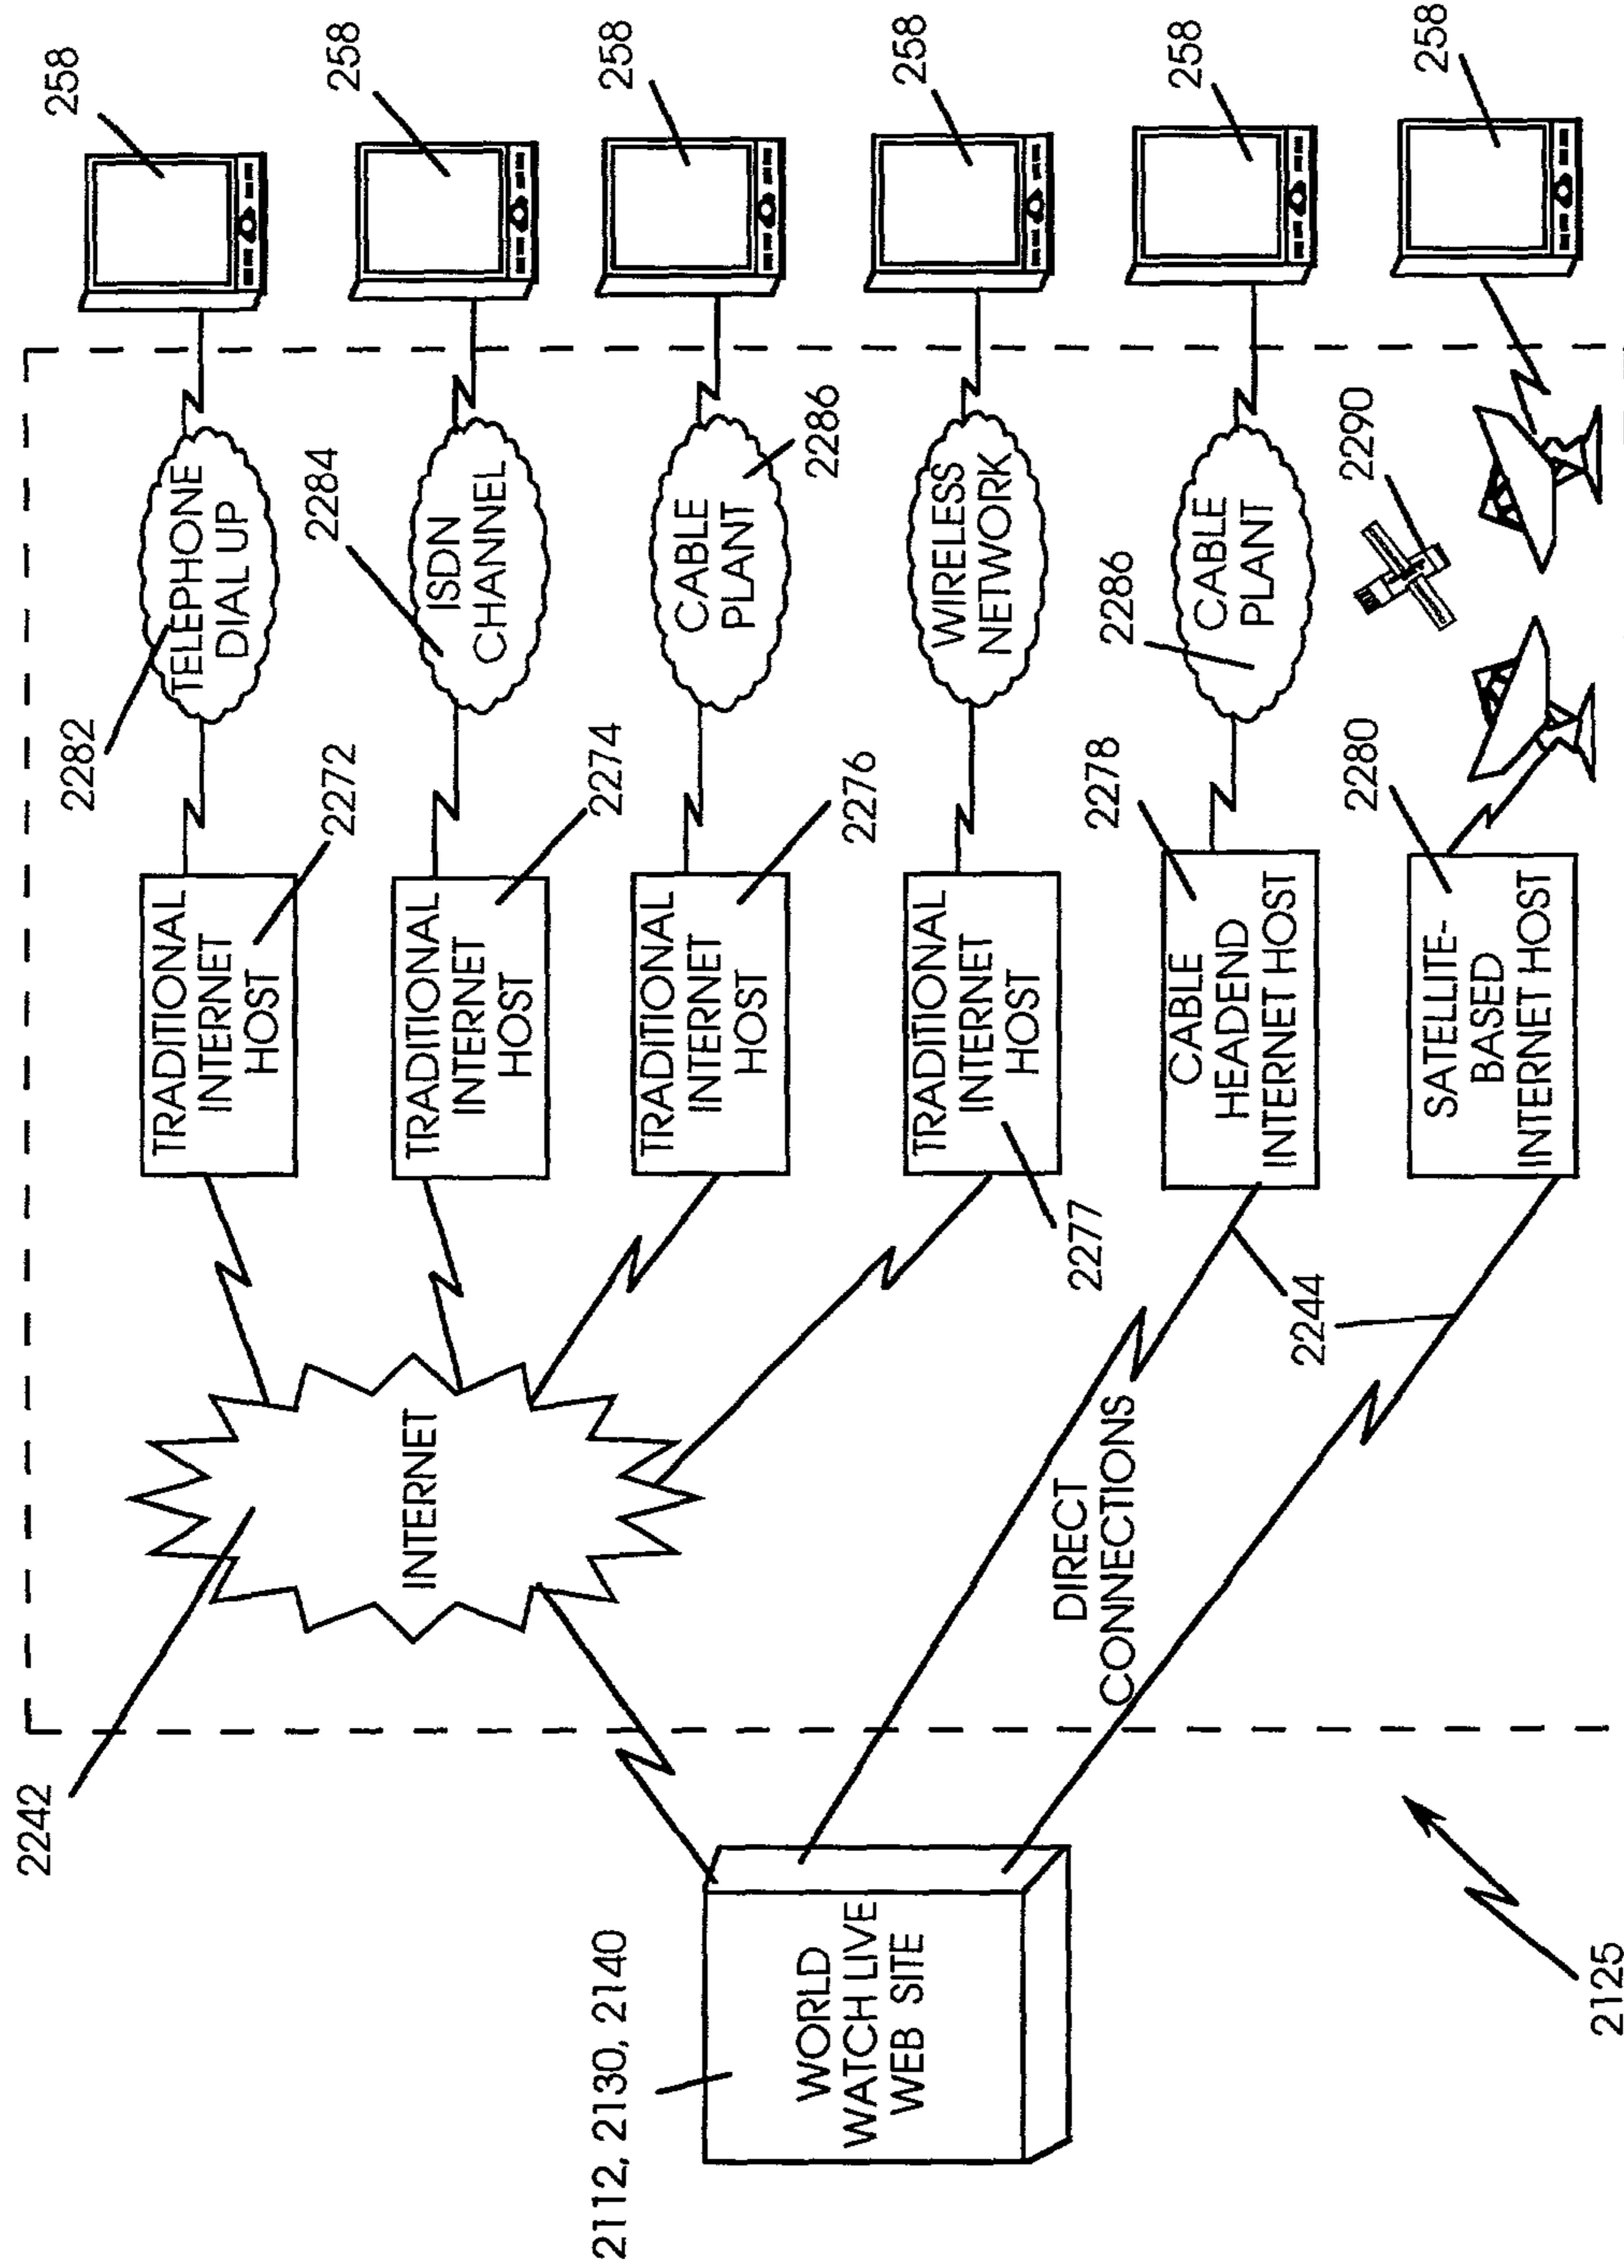 2112, 2130, 2140
WORLD
WATCH LIVE
WEB SITE
2125
2242
INTERNET
DIRECT
CONNECTIONS
2244
TRADITIONAL
INTERNET
HOST
2272
2282
TELEPHONE
DIAL UP
258
TRADITIONAL
INTERNET
HOST
2274
2284
ISDN
CHANNEL
258
TRADITIONAL
INTERNET
HOST
2276
CABLE
PLANT
2286
258
TRADITIONAL
INTERNET
HOST
2277
WIRELESS
NETWORK
258
CABLE
HEADEND
INTERNET HOST
2278
2286
CABLE
PLANT
258
SATELLITE-
BASED
INTERNET HOST
2280
2290
258